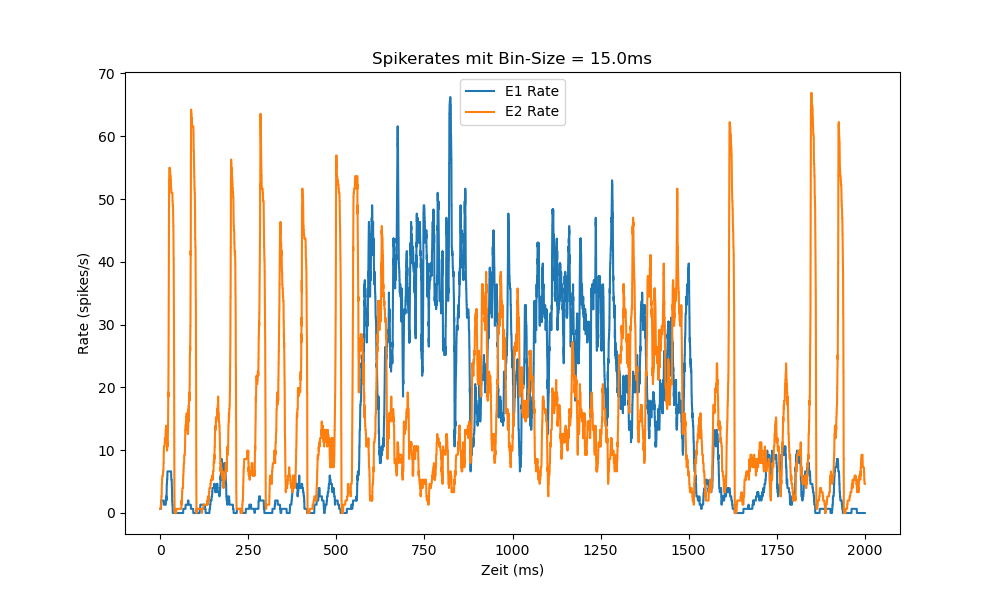 Spikerates mit Bin-Size = 15.0ms
E1 Rate
E2 Rate
Rate (spikes/s)
70
60
50
40
30
20
10
0
0 250 500 750 1000 1250 1500 1750 2000
Zeit (ms)